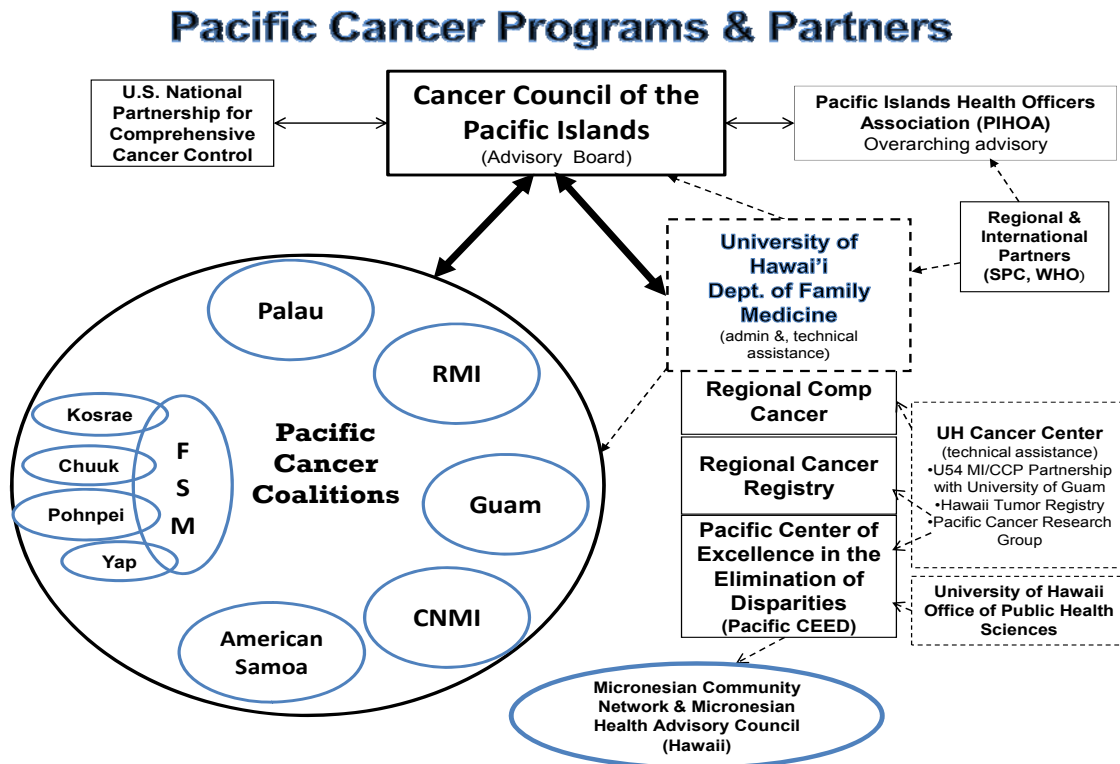 Pacific Cancer Programs & Partners
U.S. National
Partnership for
Comprehensive
Cancer Control
Cancer Council of the
Pacific Islands
(Advisory Board)
Pacific Islands Health Officers
Association (PIHOA)
Overarching advisory
Regional &
International
Partners
(SPC, WHO)
University of
Hawai'i
Dept. of Family
Medicine
(admin &, technical
assistance)
Palau
RMI
Kosrae
Chuuk
Pohnpei
Yap
F
S
M
Pacific
Cancer
Coalitions
Guam
CNMI
American
Samoa
Regional Comp
Cancer
Regional Cancer
Registry
Pacific Center of
Excellence in the
Elimination of
Disparities
(Pacific CEED)
UH Cancer Center
(technical assistance)
•U54 MI/CCP Partnership
with University of Guam
•Hawaii Tumor Registry
•Pacific Cancer Research
Group
University of Hawaii
Office of Public Health
Sciences
Micronesian Community
Network & Micronesian
Health Advisory Council
(Hawaii)